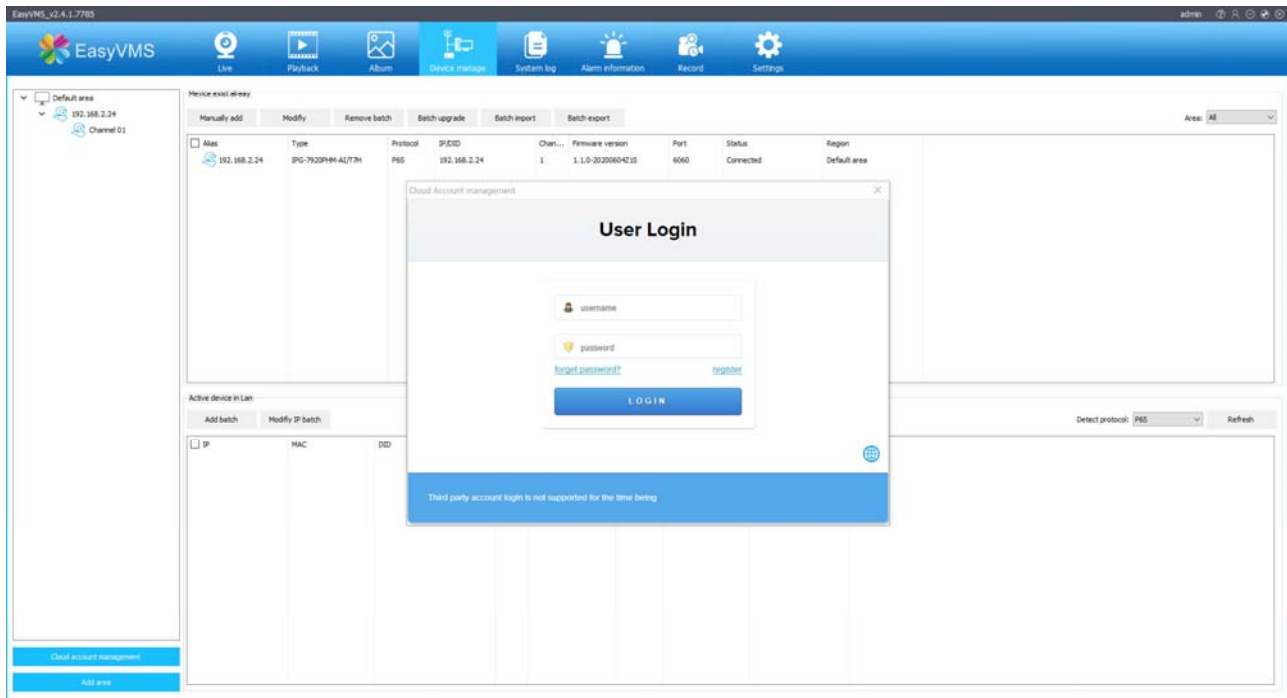 EasyVMS_v2.4.1.7785 admin
EasyVMS
Live Playback Album Device manage System log Alarm information Record Settings
Default area
192.168.2.24
Channel 01
Mevice exist alreay
Manually add Modifiy Remove batch Batch upgrade Batch import Batch export Area: All
Alias Type Protocol IP/DID Chan... Firmware version Port Status Region
192.168.2.24 IPG-7920PHM-AI/T7H P6S 192.168.2.24 1 1.1.0-20200604Z1S 6060 Connected Default area
Cloud Account management
User Login
username
password
forget password? register
LOGIN
Third party account login is not supported for the time being
Active device in Lan
Add batch Modifiy IP batch Detect protocol: P6S Refresh
IP MAC DID
Cloud account management
Add area